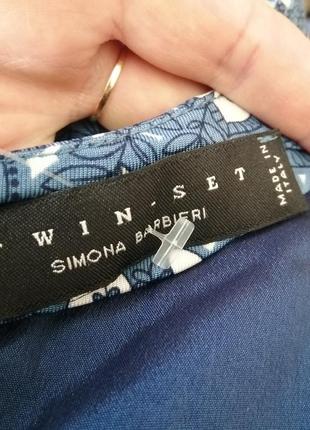 WIN-SET
SIMONA BARBIERI
MADE IN
ITALY